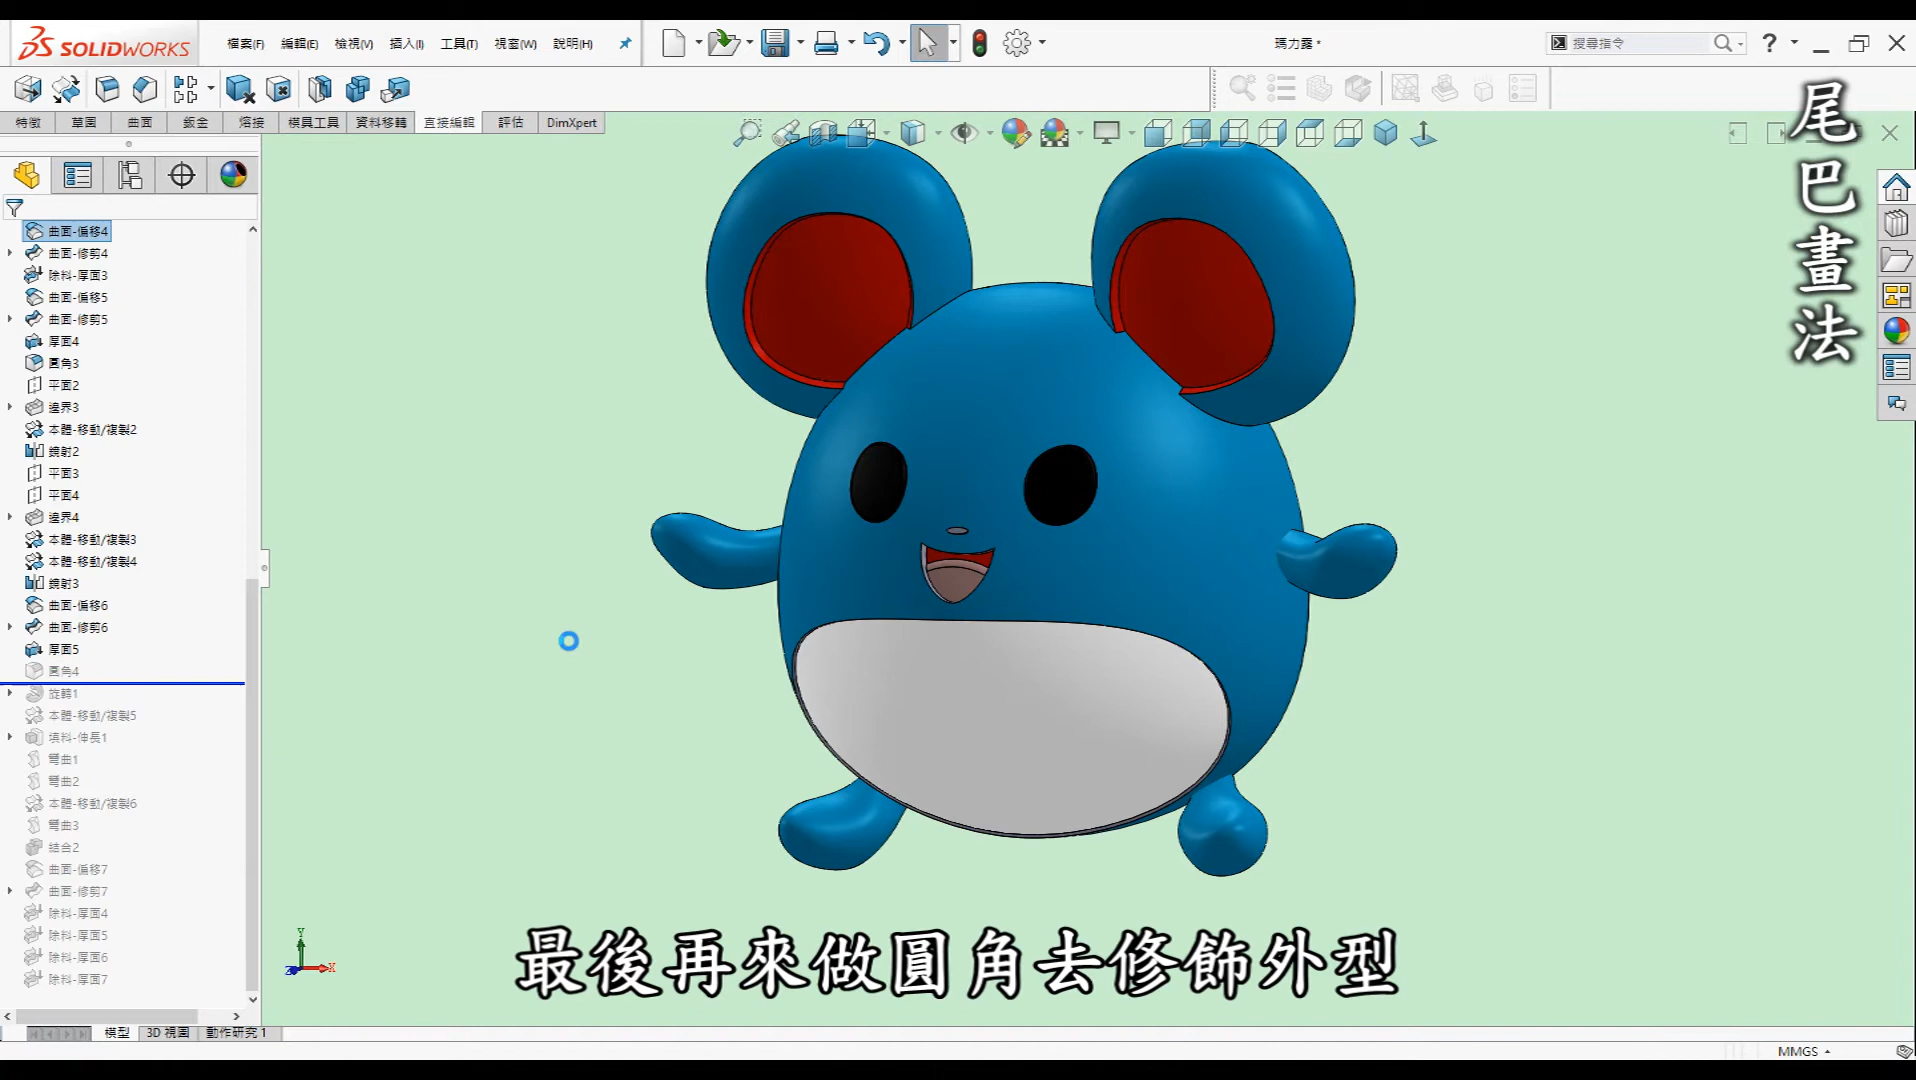 SOLIDWORKS
檔案(F) 編輯(E) 檢視(V) 插入(I) 工具(T) 視窗(W) 說明(H)
瑪力露 *
搜尋指令
特徵 草圖 曲面 鈑金 熔接 模具工具 資料移轉 直接編輯 評估 DimXpert
尾巴畫法
曲面-偏移4
曲面-修剪4
除料-厚面3
曲面-偏移5
曲面-修剪5
厚面4
圓角3
平面2
邊界3
本體-移動/複製2
鏡射2
平面3
平面4
邊界4
本體-移動/複製3
本體-移動/複製4
鏡射3
曲面-偏移6
曲面-修剪6
厚面5
圓角4
旋轉1
本體-移動/複製5
填料-伸長1
彎曲1
彎曲2
本體-移動/複製6
彎曲3
結合2
曲面-偏移7
曲面-修剪7
除料-厚面4
除料-厚面5
除料-厚面6
除料-厚面7
Y
Z X
最後再來做圓角去修飾外型
模型 3D 視圖 動作研究 1
MMGS